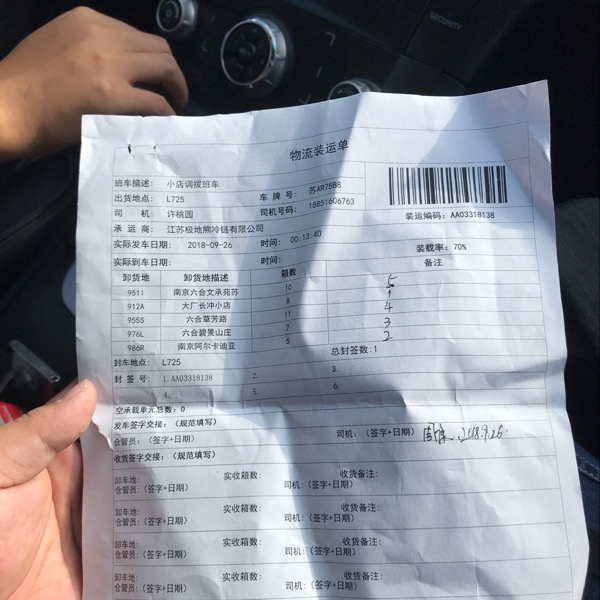 SECURITY
物流装运单
班车描述: 小店调拨班车
出货地点: L725 车牌号: 苏AR75B8
司 机: 许桃园 司机号码: 18851606763
承 运 商: 江苏极地熊冷链有限公司 装运编码: AA03318138
实际发车日期: 2018-09-26 时间: 00:13:40 装载率: 70%
实际到车日期: 时间: 备注
卸货地 卸货地描述 箱数
951I 南京六合文承苑苏 10 5
912A 大厂长冲小店 8
955S 六合草芳路 11 4
976L 六合碧景山庄 7 3
986R 南京阿尔卡迪亚 5 2
封车地点: L725 总封签数:1
封 签 号: 1.AA03318138 2. 3.
4. 5. 6.
空承载单元总数: 0
发车签字交接: (规范填写)
仓管员: (签字+日期) 司机: (签字+日期) 2018.9.26.
收货签字交接: (规范填写)
卸车地: 实收箱数: 收货备注:
仓管员: (签字+日期) 司机: (签字+日期)
卸车地: 实收箱数: 收货备注:
仓管员: (签字+日期) 司机: (签字+日期)
卸车地: 实收箱数: 收货备注:
仓管员: (签字+日期) 司机: (签字+日期)
卸车地: 实收箱数: 收货备注:
仓管员: (签字+日期) 司机: (签字+日期)